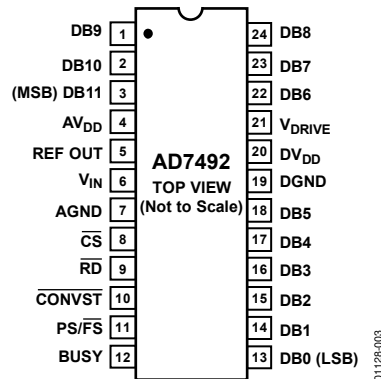 DB9 1 24 DB8
DB10 2 23 DB7
(MSB) DB11 3 22 DB6
AVDD 4 21 VDRIVE
REF OUT 5 20 DVDD
VIN 6 19 DGND
AGND 7 18 DB5
CS 8 17 DB4
RD 9 16 DB3
CONVST 10 15 DB2
PS/FS 11 14 DB1
BUSY 12 13 DB0 (LSB)
AD7492
TOP VIEW
(Not to Scale)
01128-003